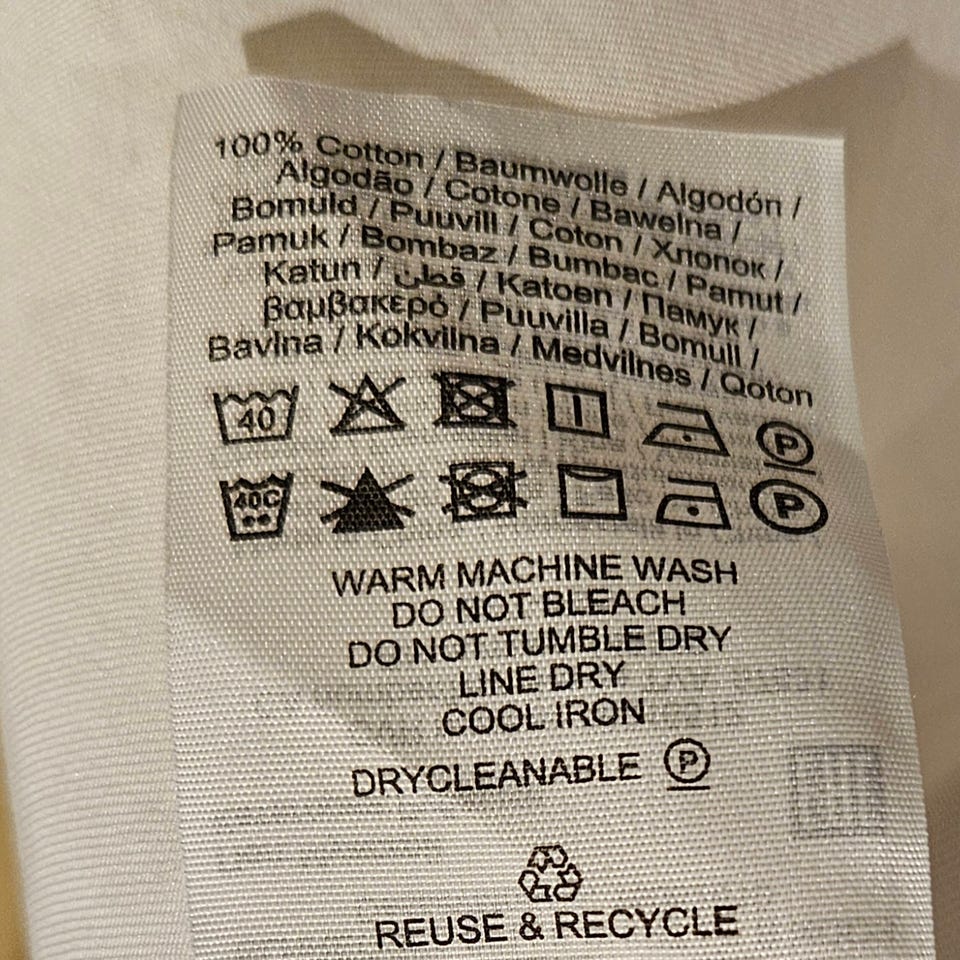 100% Cotton / Baumwolle / Algodón /
Algodão / Cotone / Bawełna /
Bomuld / Puuvill / Coton / Хлопок /
Pamuk / Bombaz / Bumbac / Pamut /
Katun / قطن / Katoen / Памук /
βαμβακερό / Puuvilla / Bomull /
Bavlna / Kokvilna / Medvilnes / Qoton
40 P
40C P
WARM MACHINE WASH
DO NOT BLEACH
DO NOT TUMBLE DRY
LINE DRY
COOL IRON
DRYCLEANABLE P
REUSE & RECYCLE